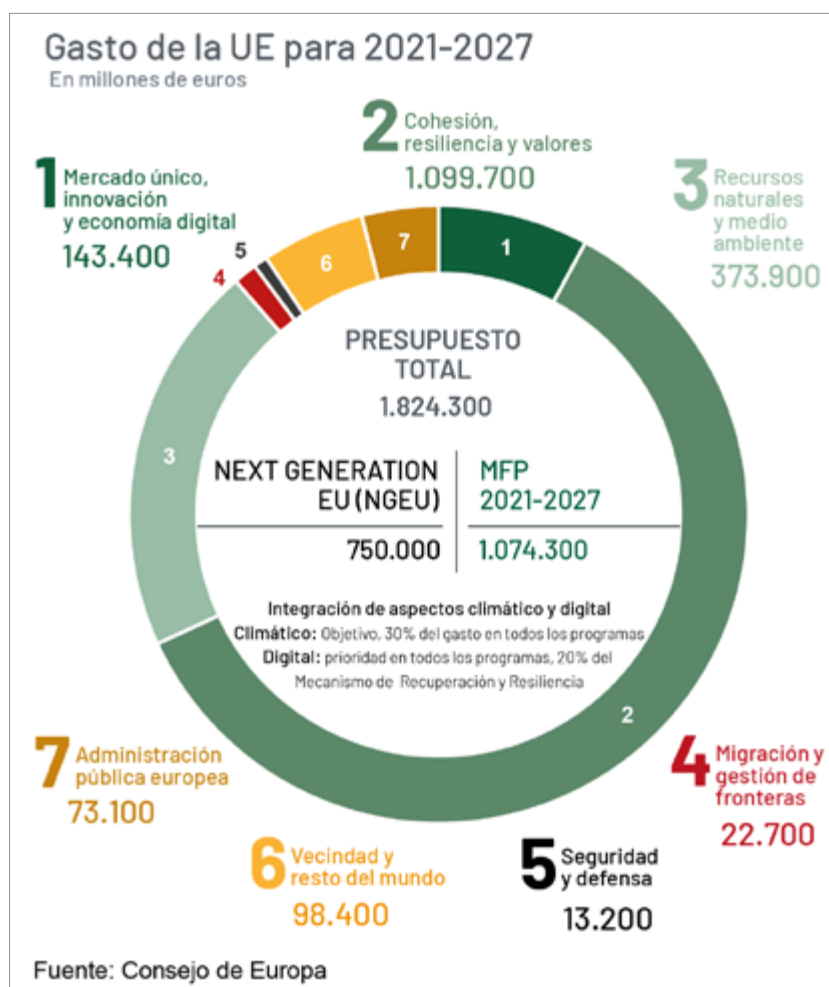 Gasto de la UE para 2021-2027
En millones de euros
2 Cohesión,
resiliencia y valores
1.099.700
1 Mercado único,
innovación
y economía digital
143.400
3 Recursos
naturales
y medio
ambiente
373.900
5
4
6
7
1
3
2
PRESUPUESTO
TOTAL
1.824.300
NEXT GENERATION
EU (NGEU)
750.000
MFP
2021-2027
1.074.300
Integración de aspectos climático y digital
Climático: Objetivo, 30% del gasto en todos los programas
Digital: prioridad en todos los programas, 20% del
Mecanismo de Recuperación y Resiliencia
7 Administración
pública europea
73.100
4 Migración y
gestión de
fronteras
22.700
6 Vecindad y
resto del mundo
98.400
5 Seguridad
y defensa
13.200
Fuente: Consejo de Europa